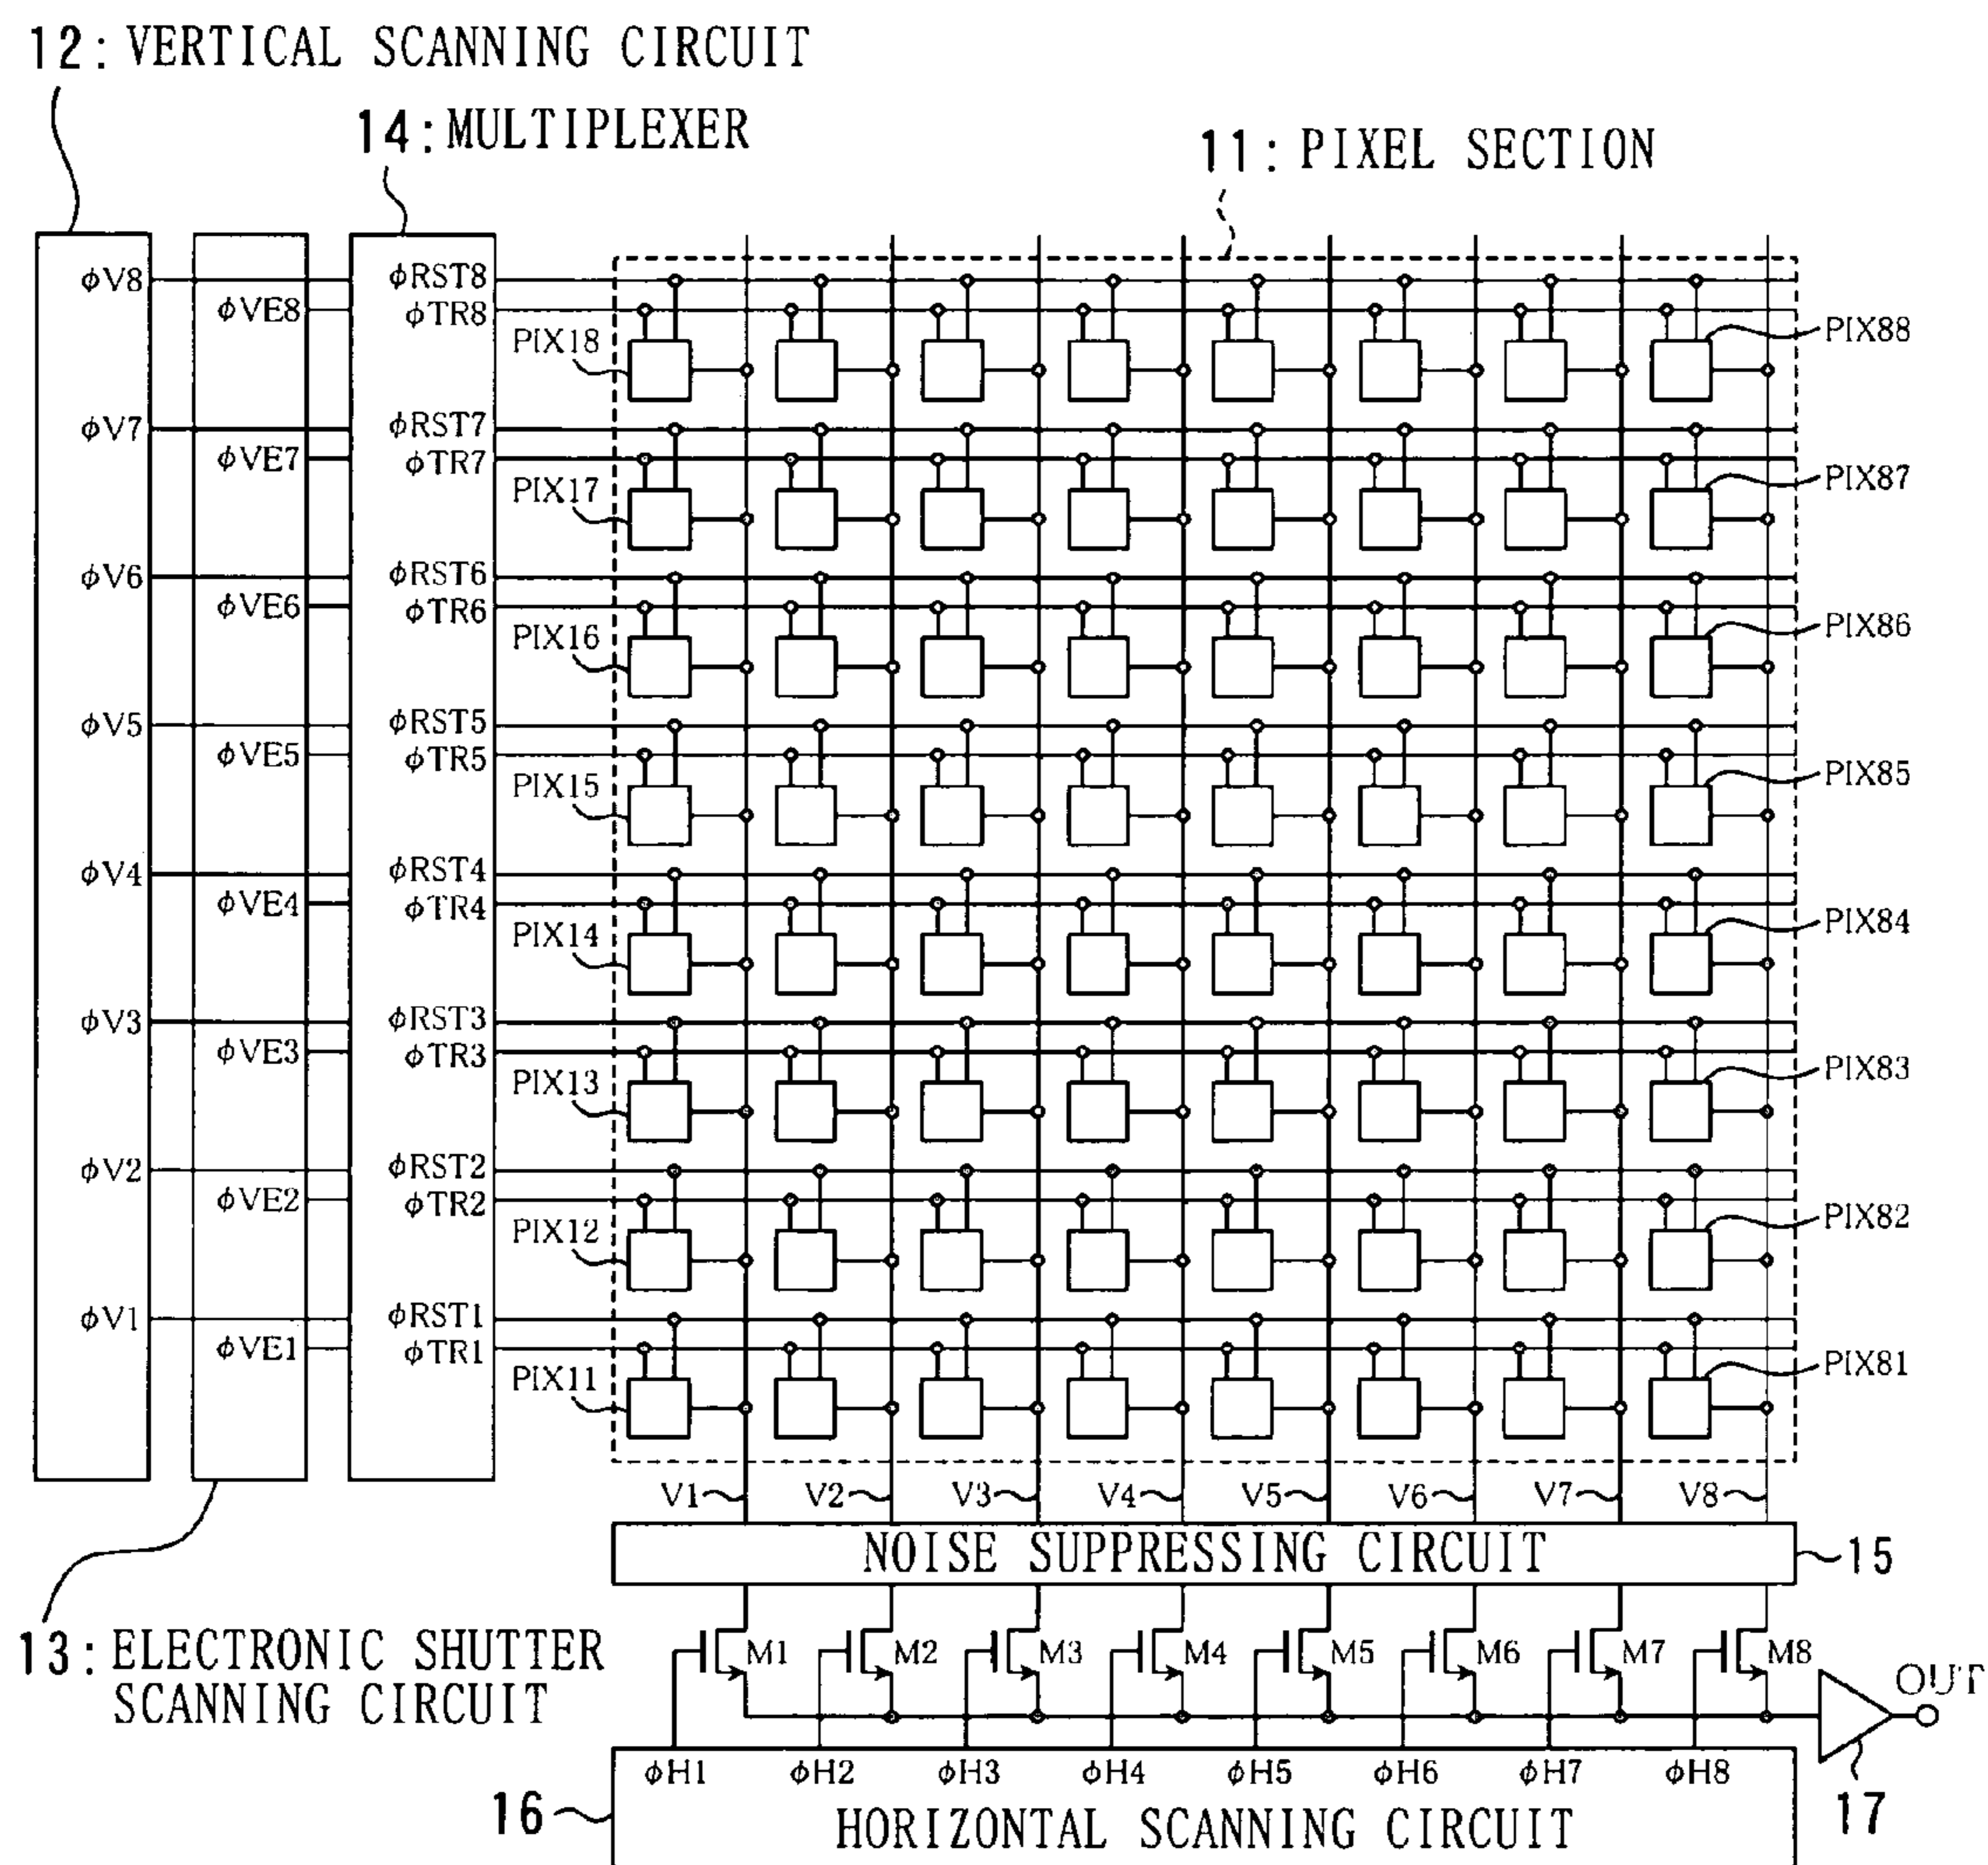 12: VERTICAL SCANNING CIRCUIT
14: MULTIPLEXER
11: PIXEL SECTION
φV8 φRST8
φVE8 φTR8
PIX18 PIX88
φV7 φRST7
φVE7 φTR7
PIX17 PIX87
φV6 φRST6
φVE6 φTR6
PIX16 PIX86
φV5 φRST5
φVE5 φTR5
PIX15 PIX85
φV4 φRST4
φVE4 φTR4
PIX14 PIX84
φV3 φRST3
φVE3 φTR3
PIX13 PIX83
φV2 φRST2
φVE2 φTR2
PIX12 PIX82
φV1 φRST1
φVE1 φTR1
PIX11 PIX81
V1 V2 V3 V4 V5 V6 V7 V8
NOISE SUPPRESSING CIRCUIT 15
13: ELECTRONIC SHUTTER
SCANNING CIRCUIT
M1 M2 M3 M4 M5 M6 M7 M8
OUT
φH1 φH2 φH3 φH4 φH5 φH6 φH7 φH8
16 HORIZONTAL SCANNING CIRCUIT 17